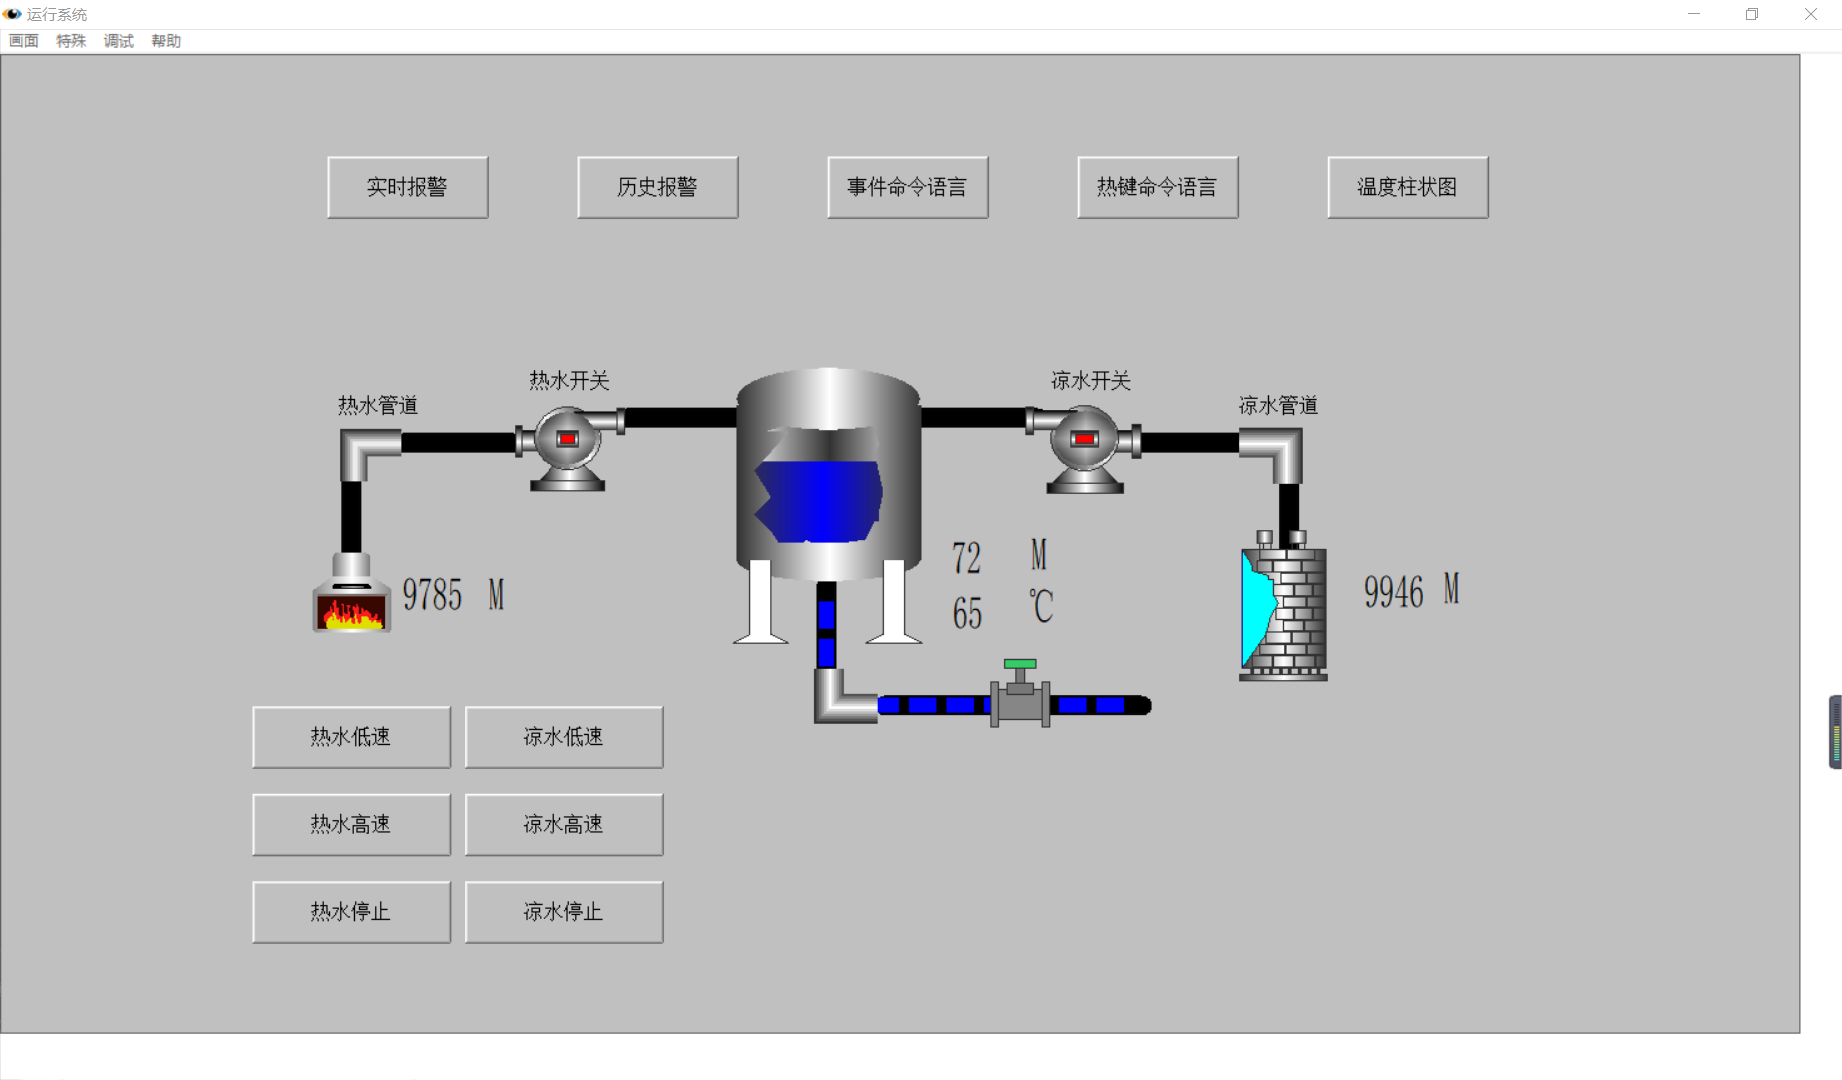 运行系统
画面 特殊 调试 帮助
实时报警 历史报警 事件命令语言 热键命令语言 温度柱状图
热水开关 凉水开关
热水管道 凉水管道
72 M
9785 M 65 ℃ 9946 M
热水低速 凉水低速
热水高速 凉水高速
热水停止 凉水停止